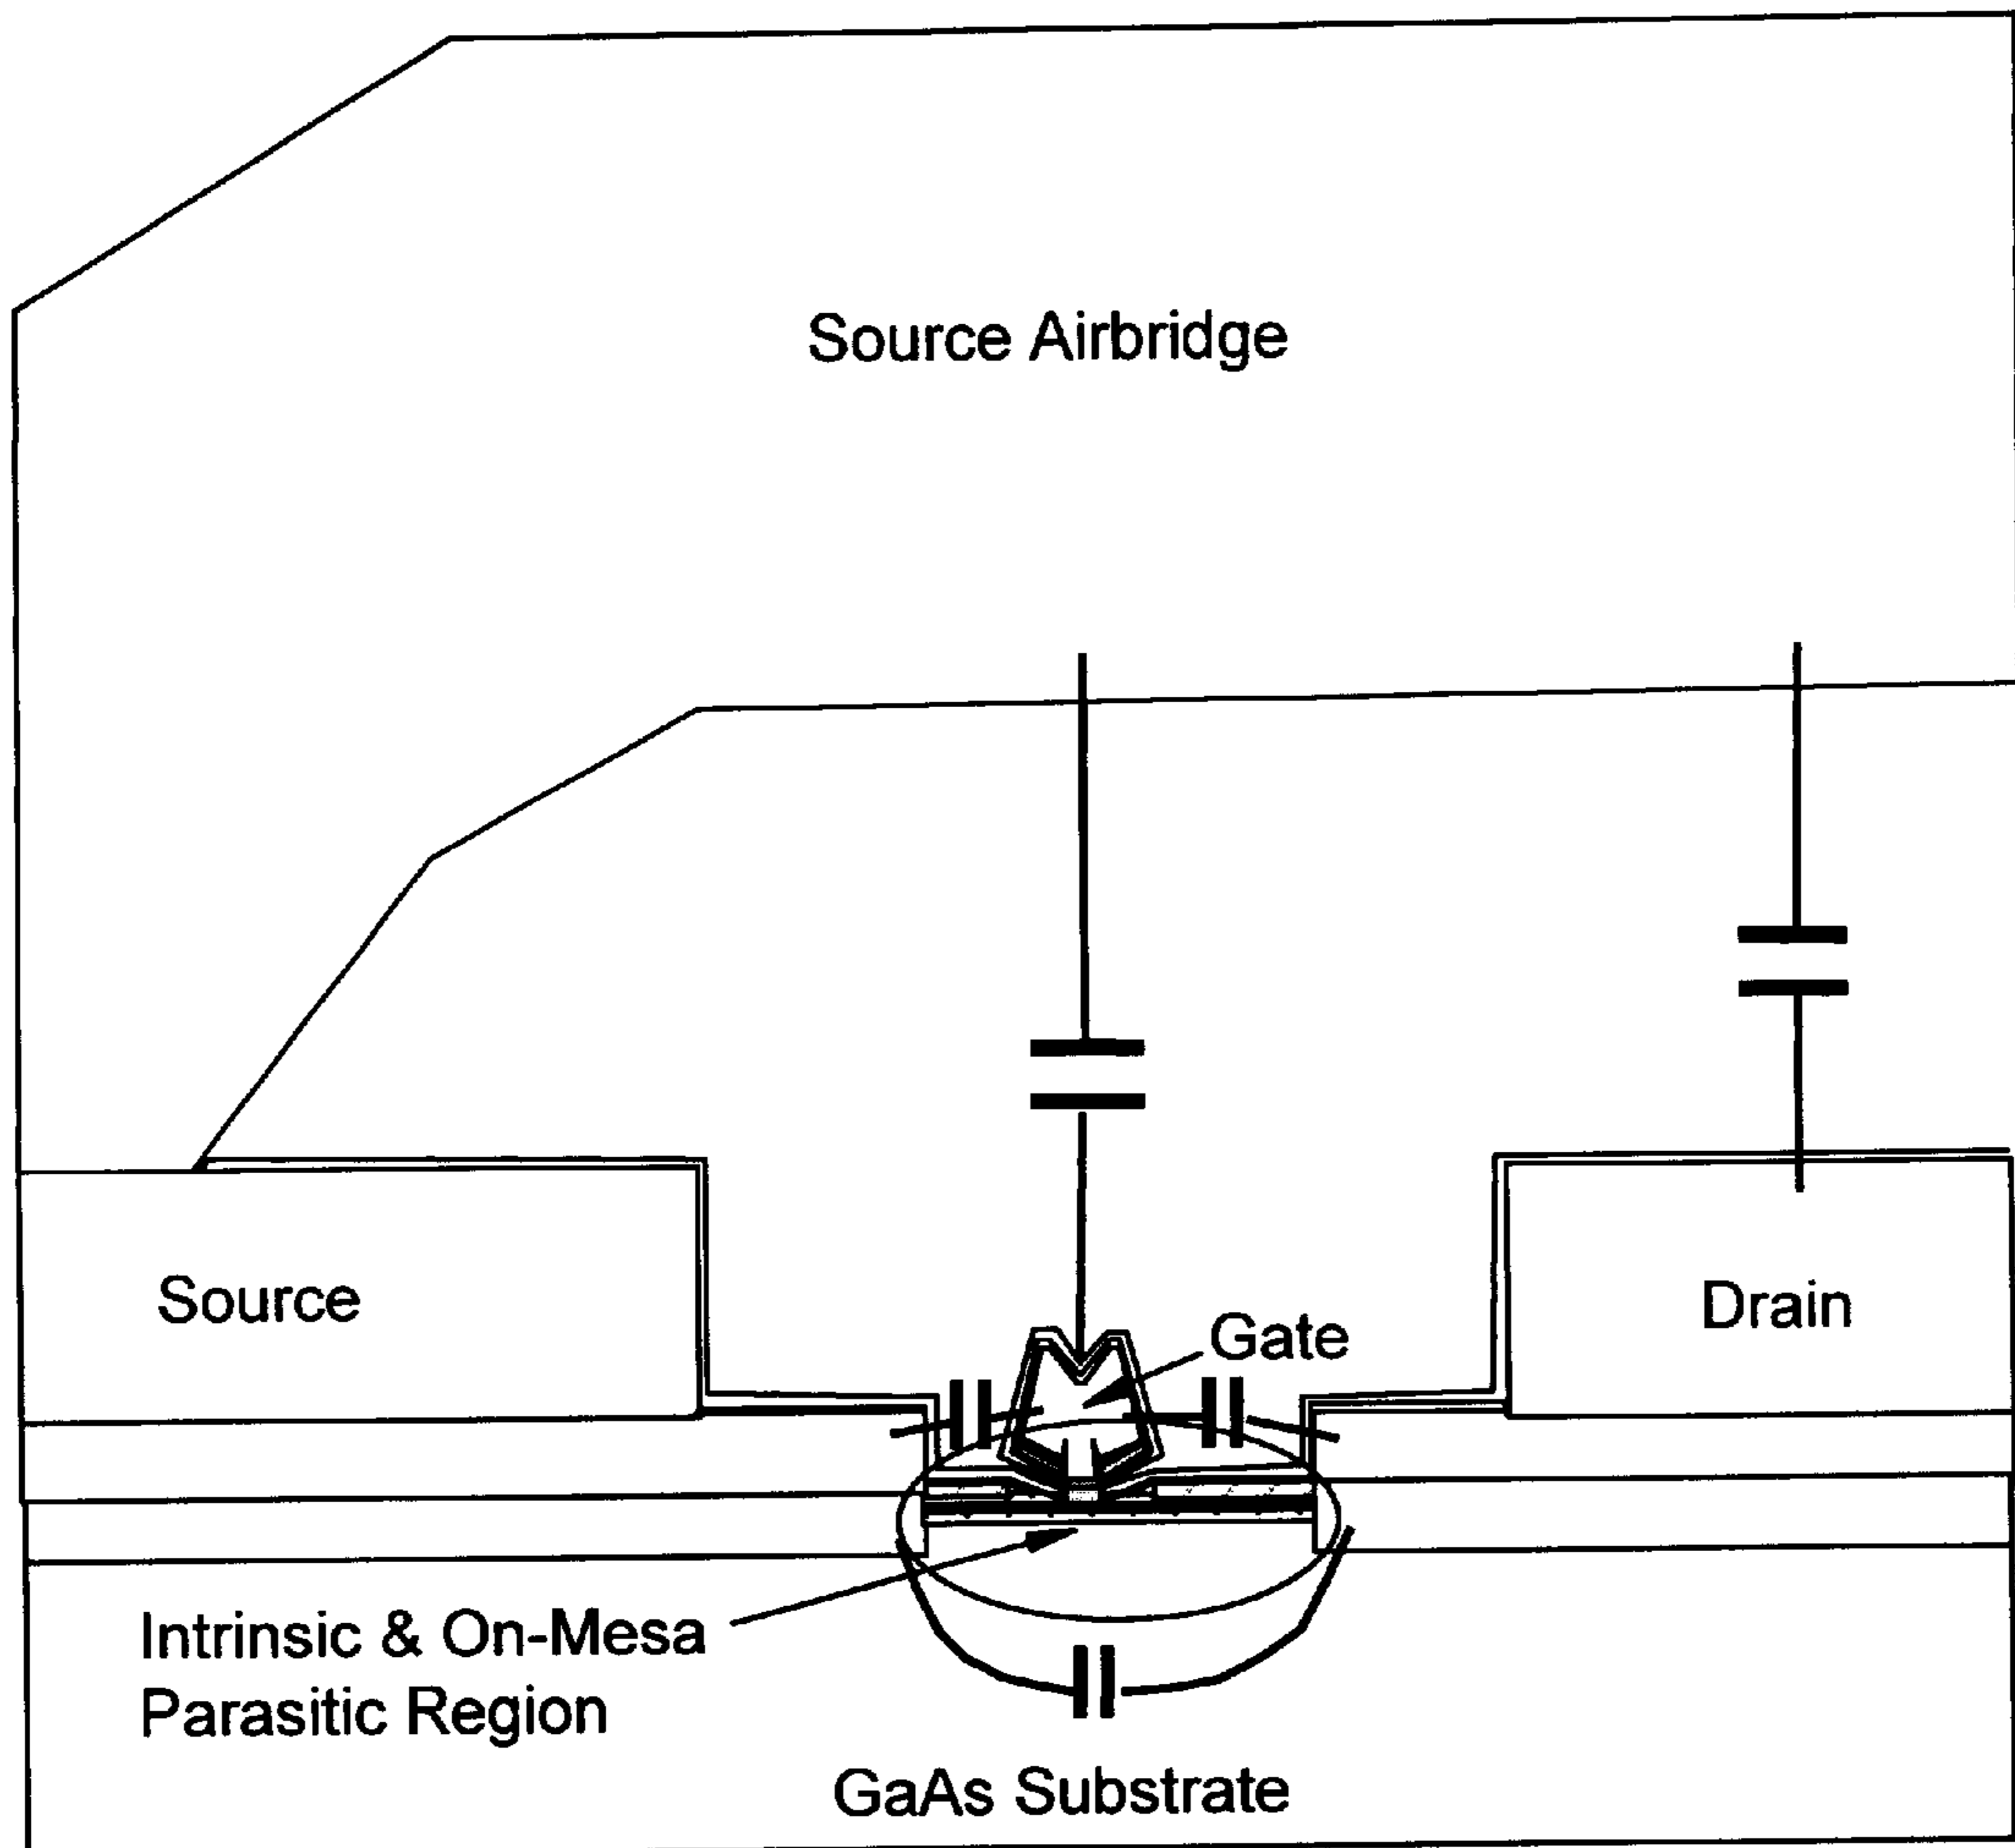 Source Airbridge
Source
Drain
Gate
Intrinsic & On-Mesa
Parasitic Region
GaAs Substrate